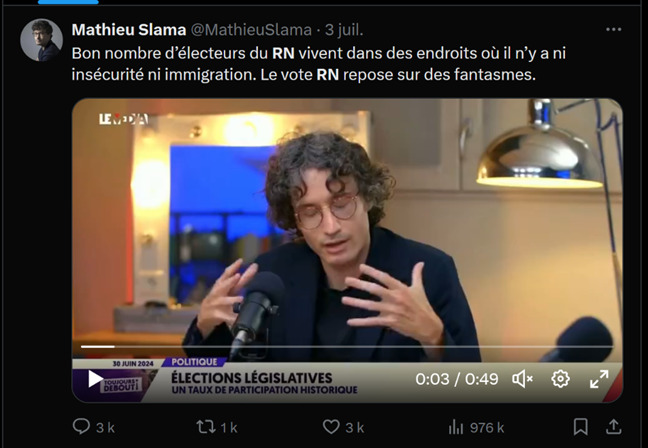 Mathieu Slama @MathieuSlama · 3 juil.
Bon nombre d'électeurs du RN vivent dans des endroits où il n'y a ni
insécurité ni immigration. Le vote RN repose sur des fantasmes.
LE MEDIA
30 JUIN 2024 POLITIQUE
TOUJOURS DEBOUT!
ÉLECTIONS LÉGISLATIVES
UN TAUX DE PARTICIPATION HISTORIQUE
0:03 / 0:49
3 k 1 k 3 k 976 k